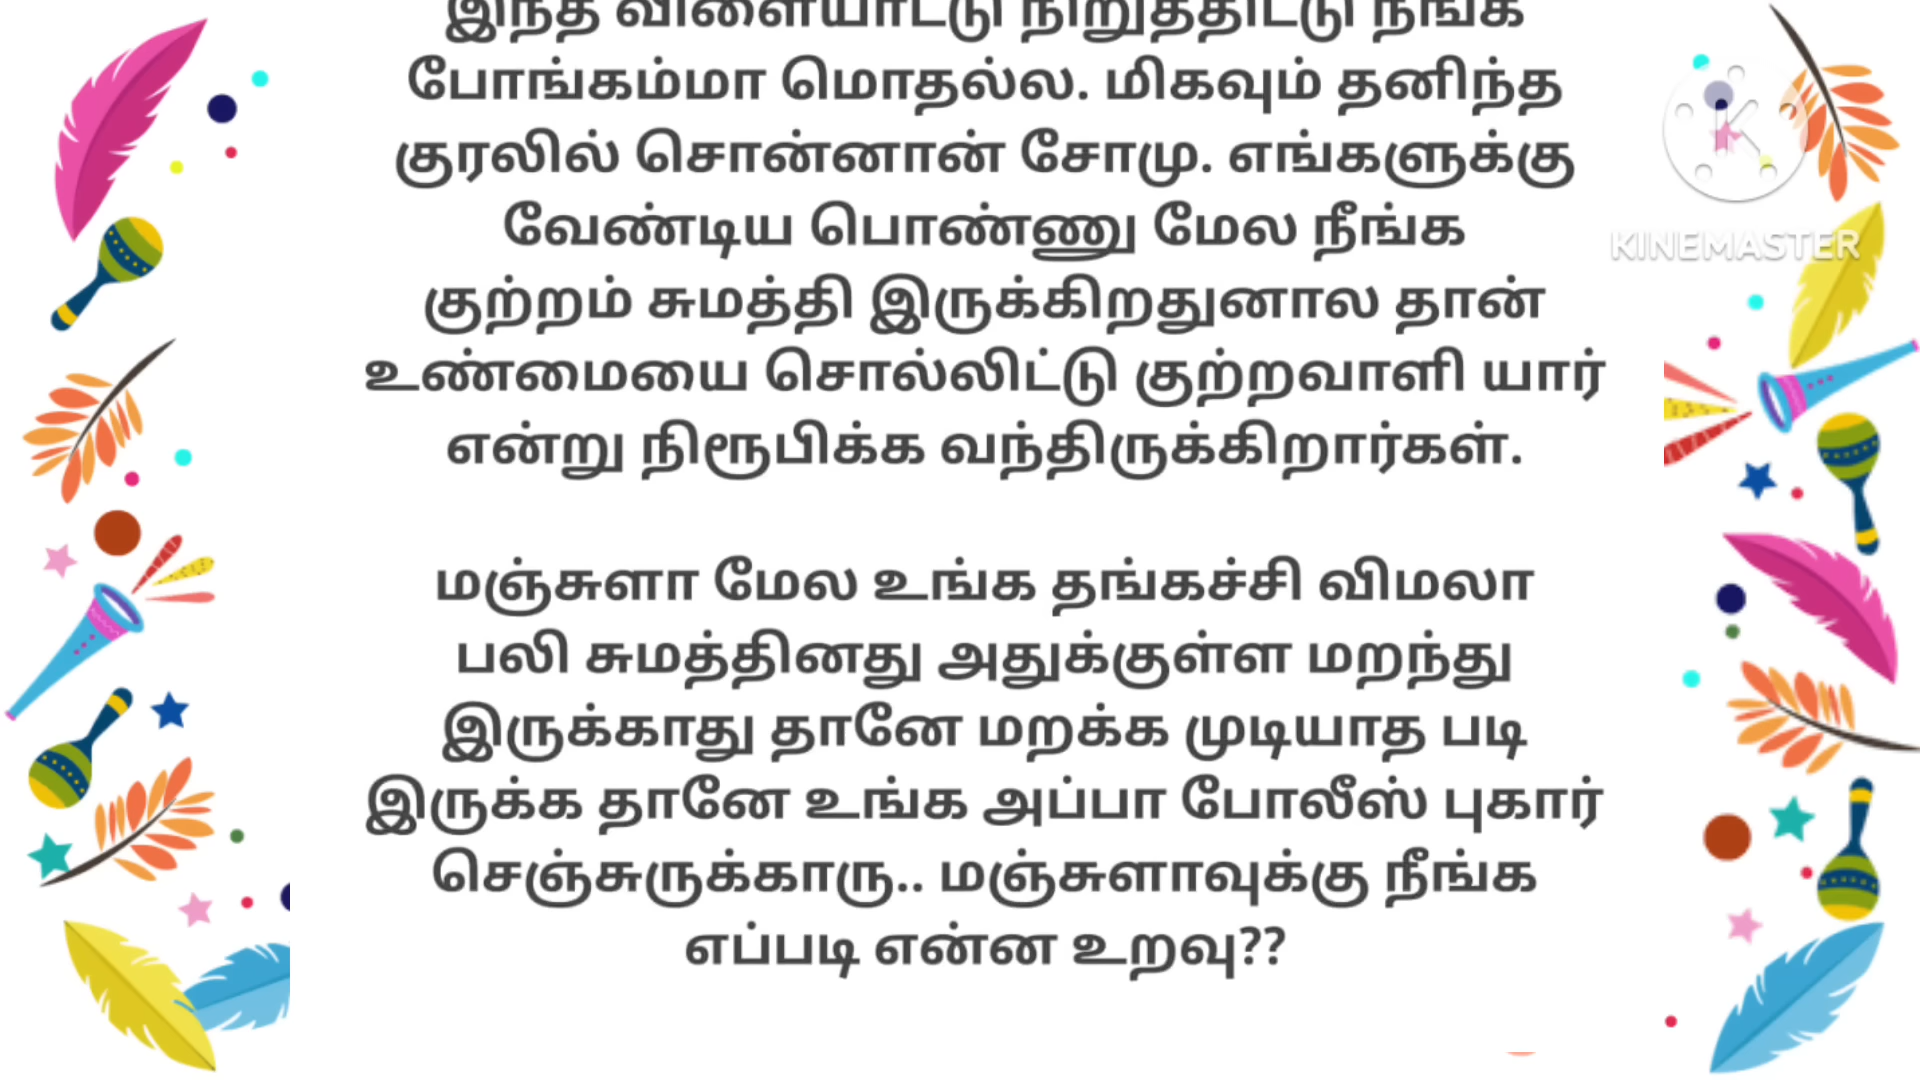 இந்த விளையாட்டு நிறுத்திட்டு நீங்க
போங்கம்மா மொதல்ல. மிகவும் தனிந்த
குரலில் சொன்னான் சோமு. எங்களுக்கு
வேண்டிய பொண்ணு மேல நீங்க
குற்றம் சுமத்தி இருக்கிறதுனால தான்
உண்மையை சொல்லிட்டு குற்றவாளி யார்
என்று நிரூபிக்க வந்திருக்கிறார்கள்.
மஞ்சுளா மேல உங்க தங்கச்சி விமலா
பலி சுமத்தினது அதுக்குள்ள மறந்து
இருக்காது தானே மறக்க முடியாத படி
இருக்க தானே உங்க அப்பா போலீஸ் புகார்
செஞ்சுருக்காரு.. மஞ்சுளாவுக்கு நீங்க
எப்படி என்ன உறவு??
K
KINEMASTER